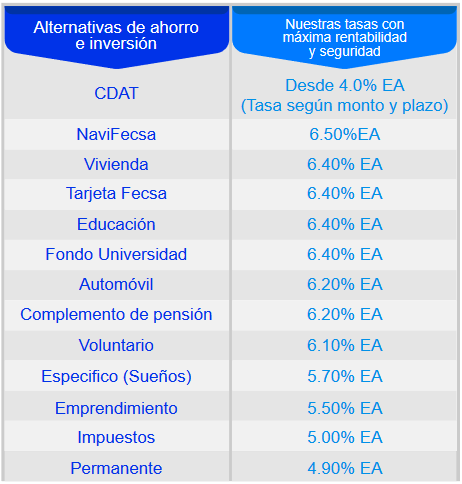 Alternativas de ahorro
e inversión
Nuestras tasas con
máxima rentabilidad
y seguridad
CDAT
Desde 4.0% EA
(Tasa según monto y plazo)
NaviFecsa
6.50%EA
Vivienda
6.40% EA
Tarjeta Fecsa
6.40% EA
Educación
6.40% EA
Fondo Universidad
6.40% EA
Automóvil
6.20% EA
Complemento de pensión
6.20% EA
Voluntario
6.10% EA
Especifico (Sueños)
5.70% EA
Emprendimiento
5.50% EA
Impuestos
5.00% EA
Permanente
4.90% EA